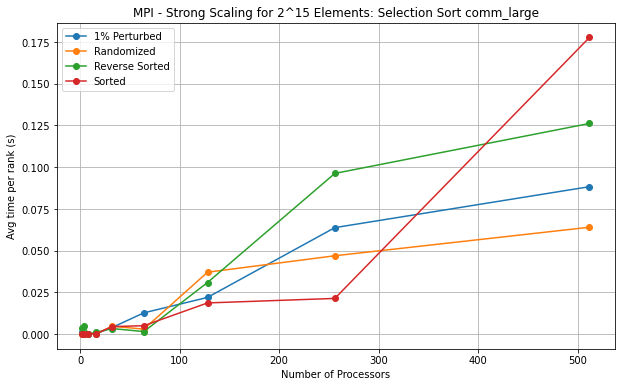 MPI - Strong Scaling for 2^15 Elements: Selection Sort comm_large
1% Perturbed
Randomized
Reverse Sorted
Sorted
Avg time per rank (s)
0.175
0.150
0.125
0.100
0.075
0.050
0.025
0.000
0 100 200 300 400 500
Number of Processors